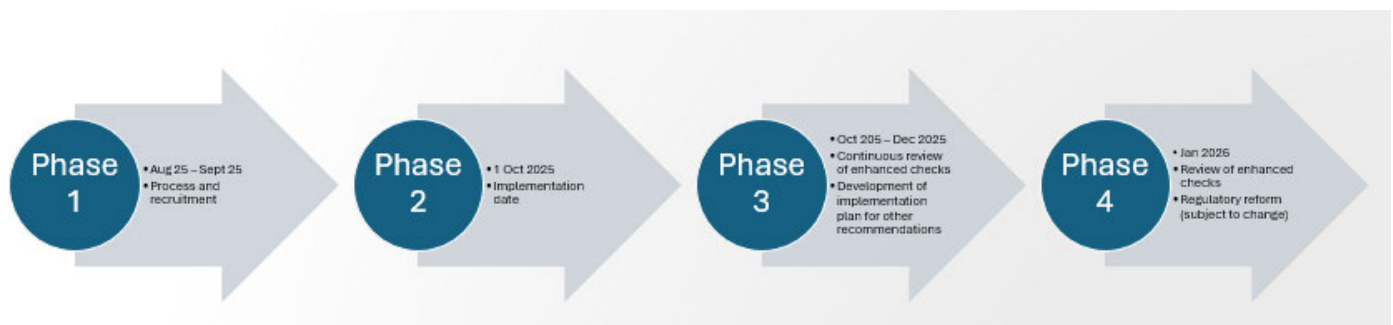 Phase
1
• Aug 25 – Sept 25
• Process and
recruitment
Phase
2
• 1 Oct 2025
• Implementation
date
Phase
3
• Oct 205 – Dec 2025
• Continuous review
of enhanced checks
• Development of
implementation
plan for other
recommendations
Phase
4
• Jan 2026
• Review of enhanced
checks
• Regulatory reform
(subject to change)